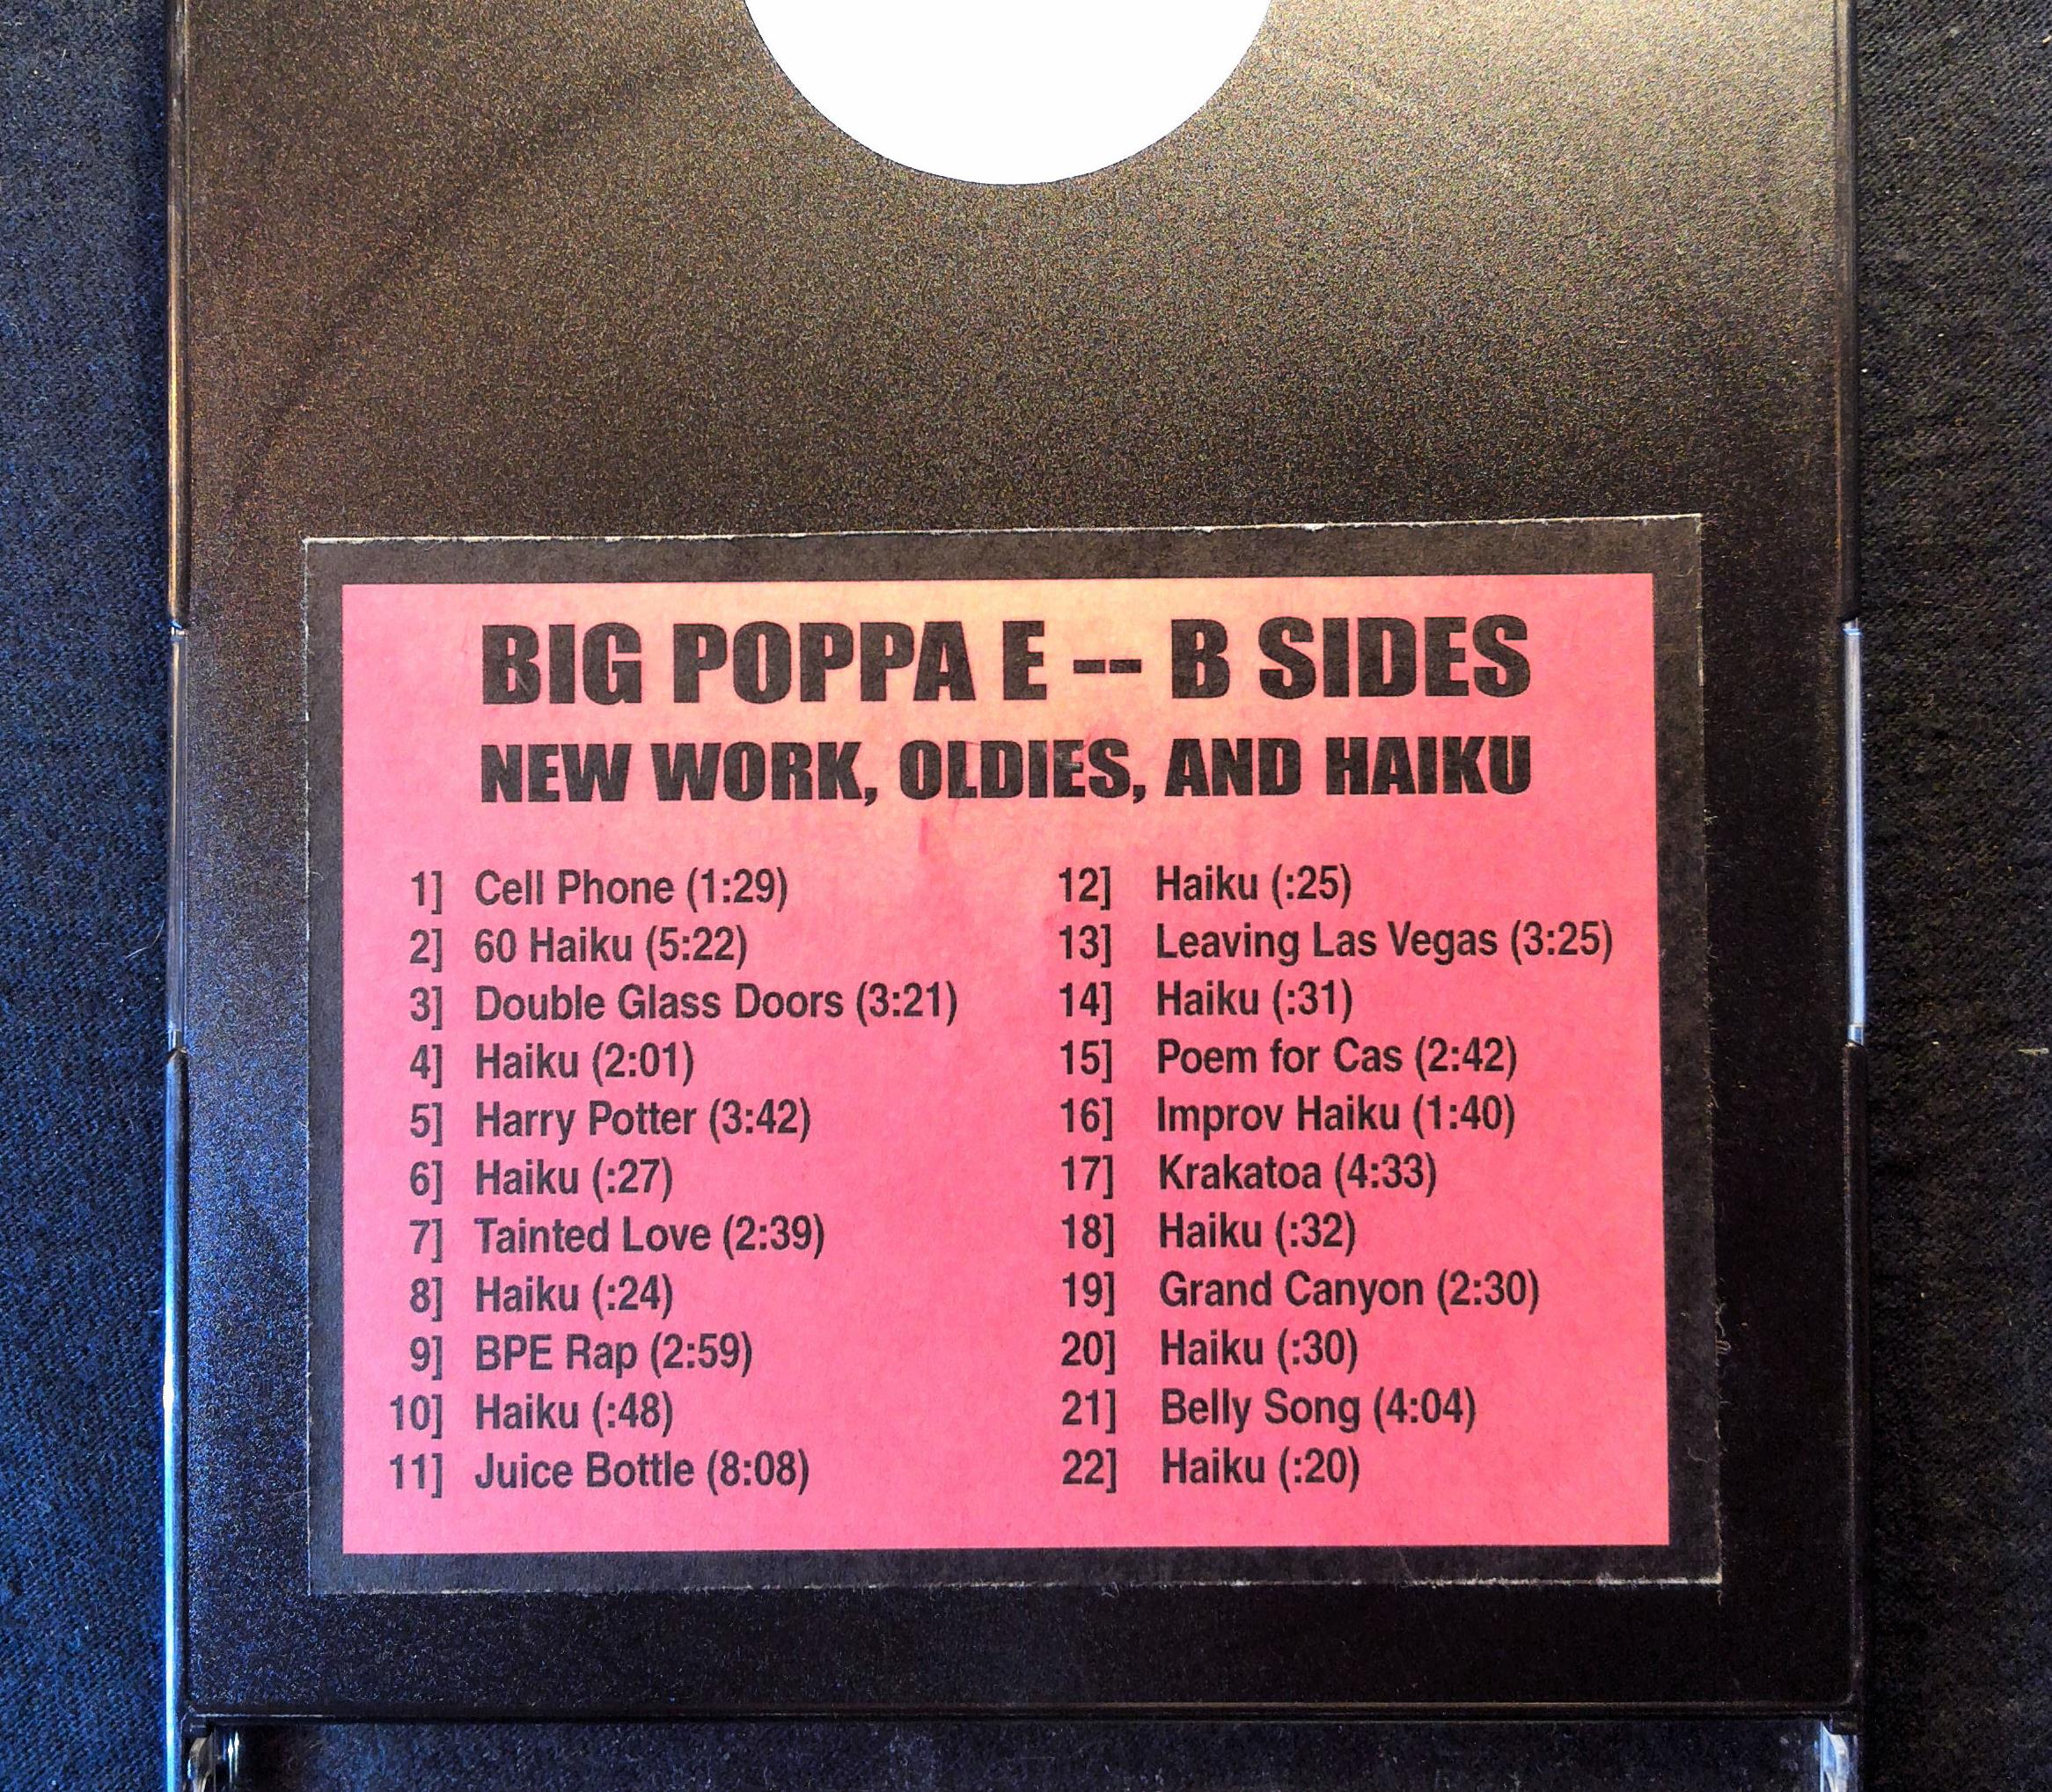 BIG POPPA E -- B SIDES
NEW WORK, OLDIES, AND HAIKU
1] Cell Phone (1:29)
2] 60 Haiku (5:22)
3] Double Glass Doors (3:21)
4] Haiku (2:01)
5] Harry Potter (3:42)
6] Haiku (:27)
7] Tainted Love (2:39)
8] Haiku (:24)
9] BPE Rap (2:59)
10] Haiku (:48)
11] Juice Bottle (8:08)
12] Haiku (:25)
13] Leaving Las Vegas (3:25)
14] Haiku (:31)
15] Poem for Cas (2:42)
16] Improv Haiku (1:40)
17] Krakatoa (4:33)
18] Haiku (:32)
19] Grand Canyon (2:30)
20] Haiku (:30)
21] Belly Song (4:04)
22] Haiku (:20)